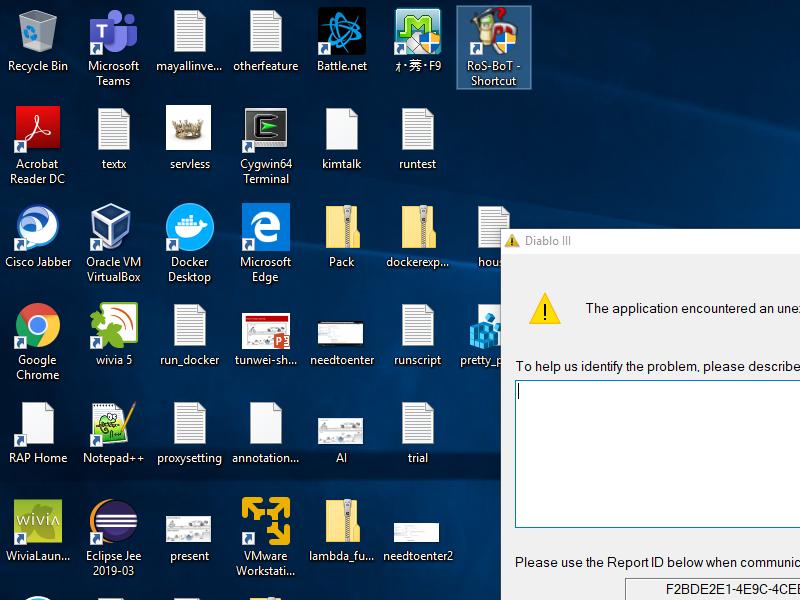 Recycle Bin
Microsoft
Teams
mayallinve...
otherfeature
Battle.net
F9
RoS-BoT -
Shortcut
Acrobat
Reader DC
textx
servless
Cygwin64
Terminal
kimtalk
runtest
Cisco Jabber
Oracle VM
VirtualBox
Docker
Desktop
Microsoft
Edge
Pack
dockerexp...
hou
Google
Chrome
wivia 5
run_docker
tunwei-sh...
needtoenter
runscript
pretty_p
RAP Home
Notepad++
proxysetting
annotation...
AI
trial
wivia
WiviaLaun...
Eclipse Jee
2019-03
present
VMware
Workstati...
lambda_fu...
needtoenter2
Diablo III
The application encountered an une
To help us identify the problem, please describe
Please use the Report ID below when communic
F2BDE2E1-4E9C-4CE